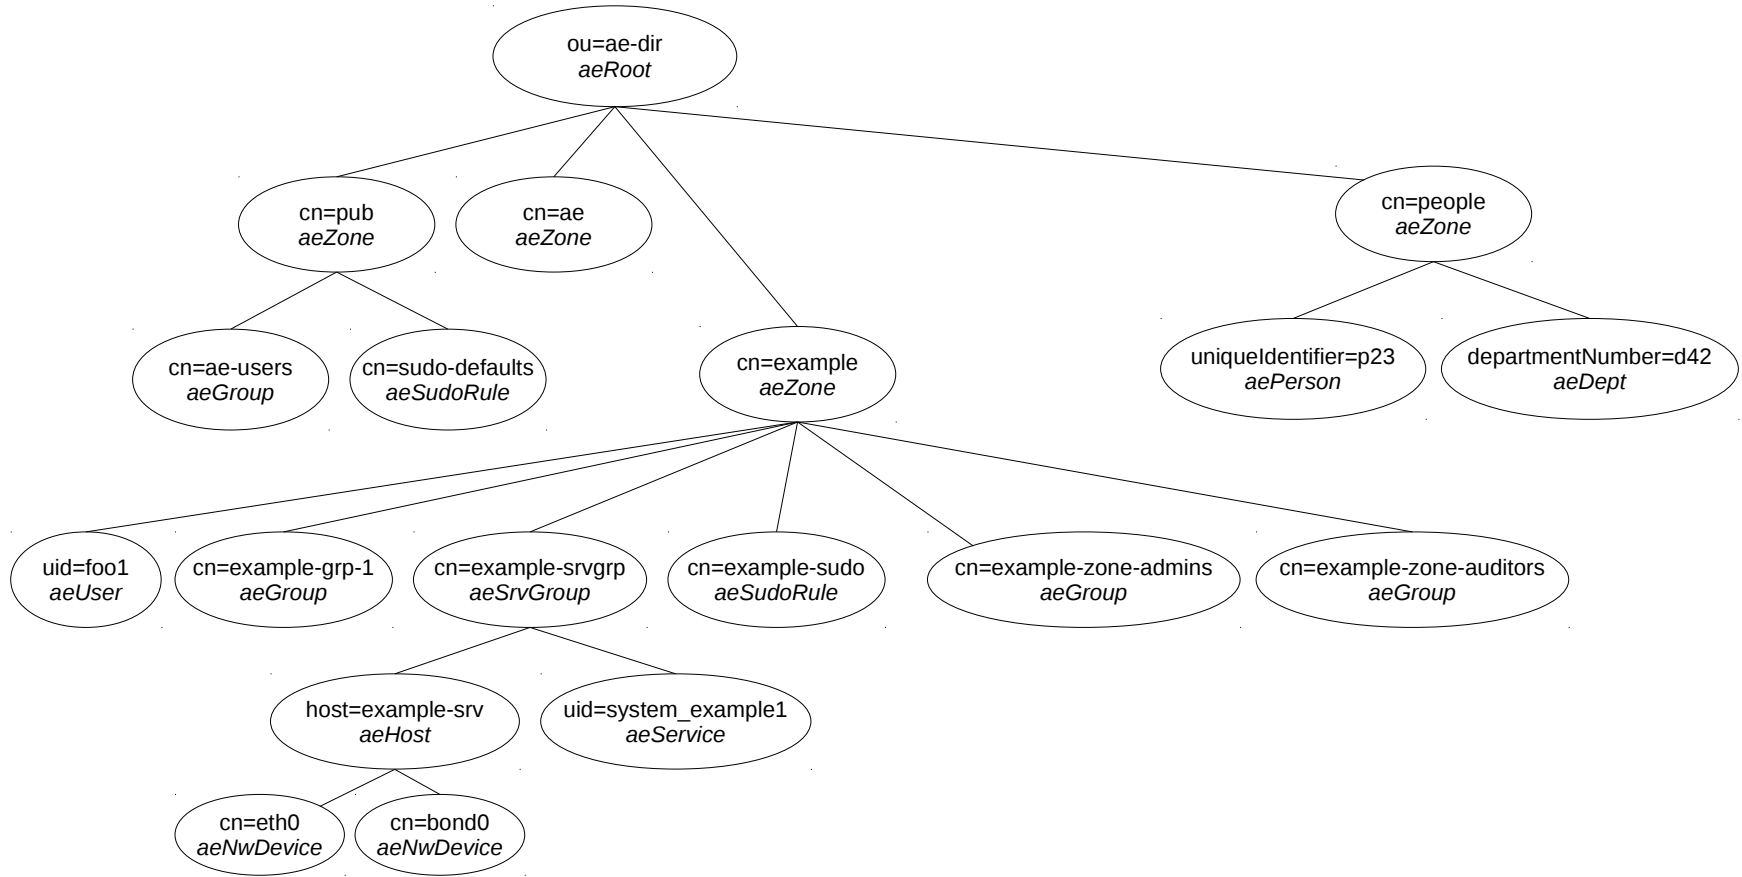 ou=ae-dir
aeRoot
cn=pub
aeZone
cn=ae
aeZone
cn=people
aeZone
cn=ae-users
aeGroup
cn=sudo-defaults
aeSudoRule
cn=example
aeZone
uniqueIdentifier=p23
aePerson
departmentNumber=d42
aeDept
uid=foo1
aeUser
cn=example-grp-1
aeGroup
cn=example-srvgrp
aeSrvGroup
cn=example-sudo
aeSudoRule
cn=example-zone-admins
aeGroup
cn=example-zone-auditors
aeGroup
host=example-srv
aeHost
uid=system_example1
aeService
cn=eth0
aeNwDevice
cn=bond0
aeNwDevice